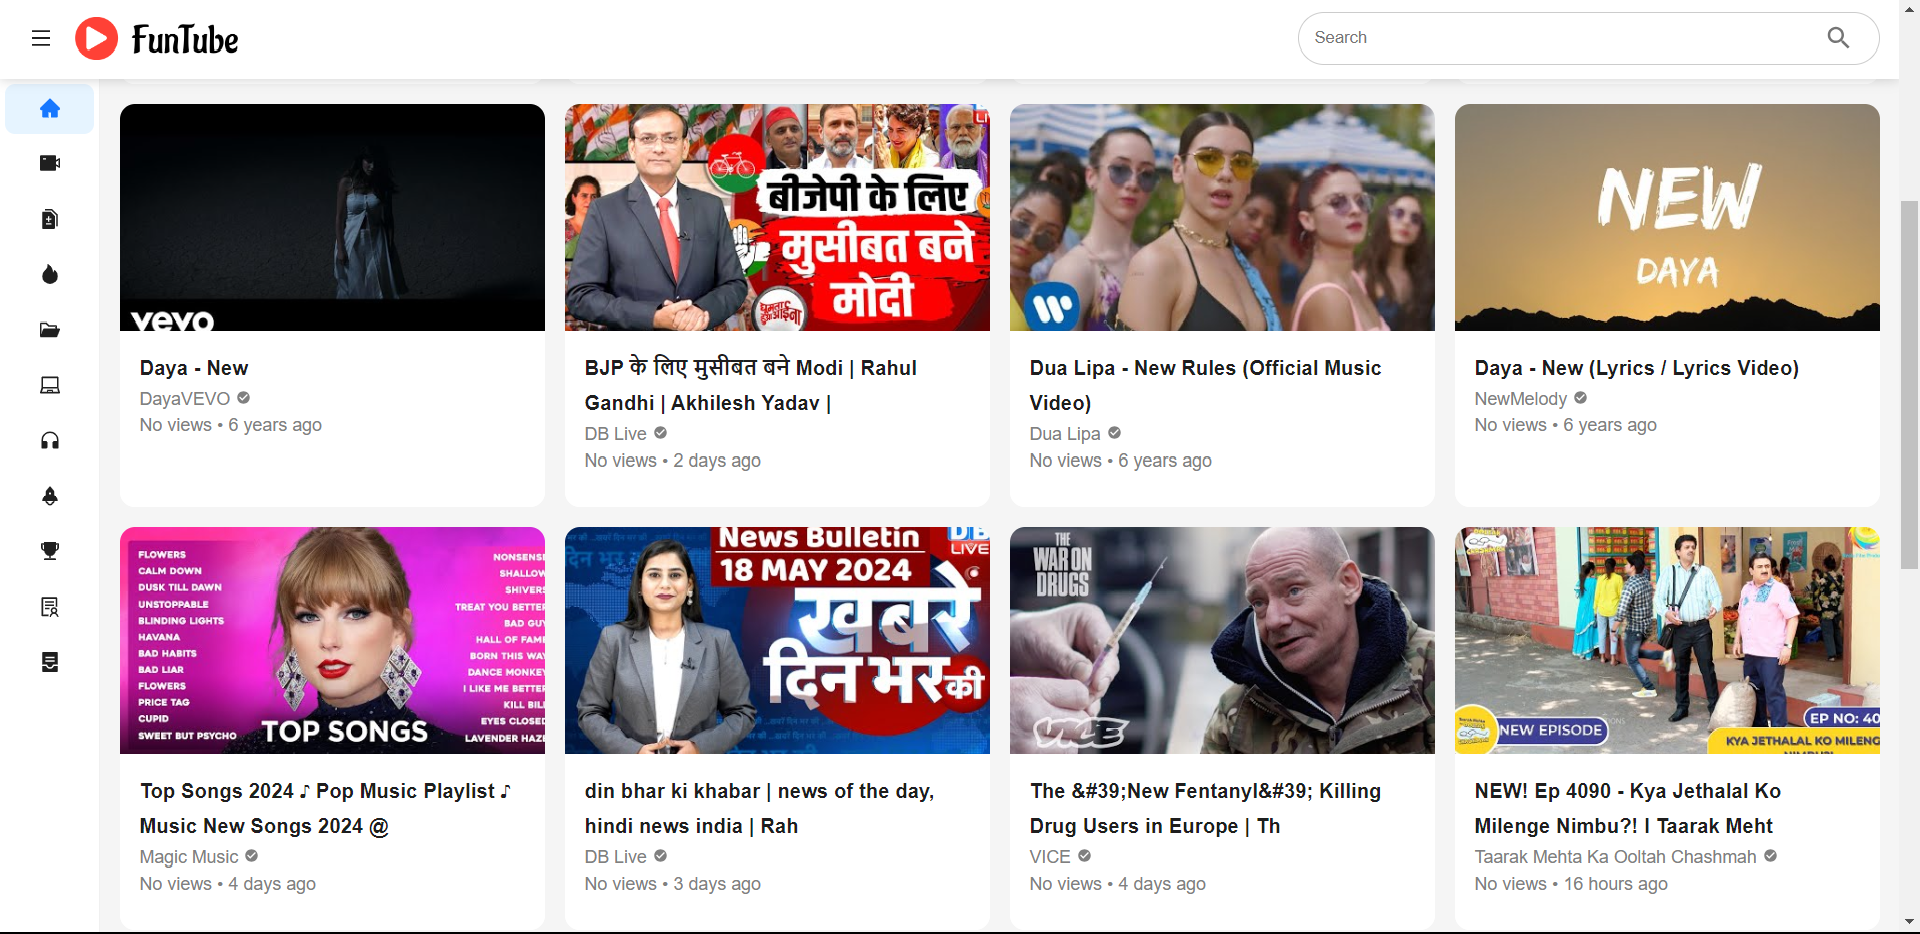 FunTube
Search
vevo
बीजेपी के लिए
मुसीबत बने
मोदी
NEW
DAYA
Daya - New
DayaVEVO
No views • 6 years ago
BJP के लिए मुसीबत बने Modi | Rahul
Gandhi | Akhilesh Yadav |
DB Live
No views • 2 days ago
Dua Lipa - New Rules (Official Music
Video)
Dua Lipa
No views • 6 years ago
Daya - New (Lyrics / Lyrics Video)
NewMelody
No views • 6 years ago
FLOWERS
CALM DOWN
DUSK TILL DAWN
UNSTOPPABLE
BLINDING LIGHTS
HAVANA
BAD HABITS
BAD LIAR
FLOWERS
PRICE TAG
CUPID
SWEET BUT PSYCHO
NONSENSE
SHALLOW
SHIVERS
TREAT YOU BETTER
BAD GUY
HALL OF FAME
BORN THIS WAY
DANCE MONKEY
I LIKE ME BETTER
KILL BILL
EYES CLOSED
LAVENDER HAZE
TOP SONGS
News Bulletin
18 MAY 2024
DB
LIVE
खबरें
दिन भर की
THE
WAR ON
DRUGS
VICE
NEW EPISODE
EP NO: 40
KYA JETHALAL KO MILENG
NIMBU?!
Top Songs 2024 ♪ Pop Music Playlist ♪
Music New Songs 2024 @
Magic Music
No views • 4 days ago
din bhar ki khabar | news of the day,
hindi news india | Rah
DB Live
No views • 3 days ago
The &#39;New Fentanyl&#39; Killing
Drug Users in Europe | Th
VICE
No views • 4 days ago
NEW! Ep 4090 - Kya Jethalal Ko
Milenge Nimbu?! I Taarak Meht
Taarak Mehta Ka Ooltah Chashmah
No views • 16 hours ago